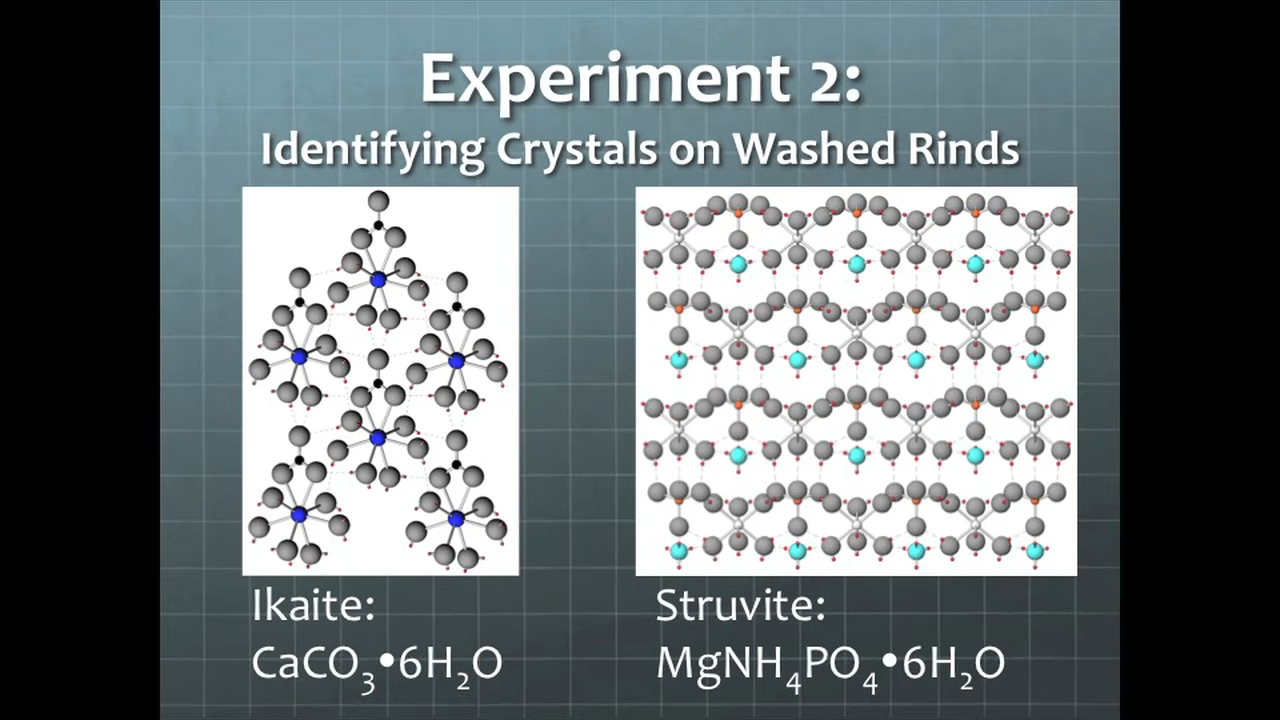 Experiment 2:
Identifying Crystals on Washed Rinds
Ikaite:
CaCO₃•6H₂O
Struvite:
MgNH₄PO₄•6H₂O